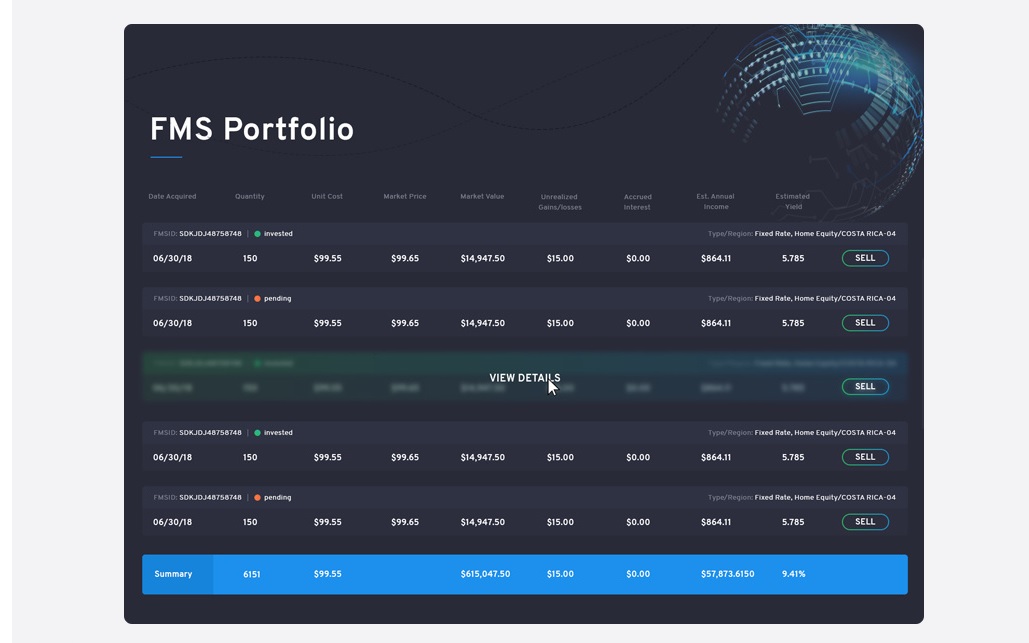 FMS Portfolio
Date Acquired Quantity Unit Cost Market Price Market Value Unrealized Gains/losses Accrued Interest Est. Annual Income Estimated Yield
FMSID: SDKJDJ48758748 | invested Type/Region: Fixed Rate, Home Equity/COSTA RICA-04
06/30/18 150 $99.55 $99.65 $14,947.50 $15.00 $0.00 $864.11 5.785 SELL
FMSID: SDKJDJ48758748 | pending Type/Region: Fixed Rate, Home Equity/COSTA RICA-04
06/30/18 150 $99.55 $99.65 $14,947.50 $15.00 $0.00 $864.11 5.785 SELL
VIEW DETAILS
SELL
FMSID: SDKJDJ48758748 | invested Type/Region: Fixed Rate, Home Equity/COSTA RICA-04
06/30/18 150 $99.55 $99.65 $14,947.50 $15.00 $0.00 $864.11 5.785 SELL
FMSID: SDKJDJ48758748 | pending Type/Region: Fixed Rate, Home Equity/COSTA RICA-04
06/30/18 150 $99.55 $99.65 $14,947.50 $15.00 $0.00 $864.11 5.785 SELL
Summary 6151 $99.55 $615,047.50 $15.00 $0.00 $57,873.6150 9.41%